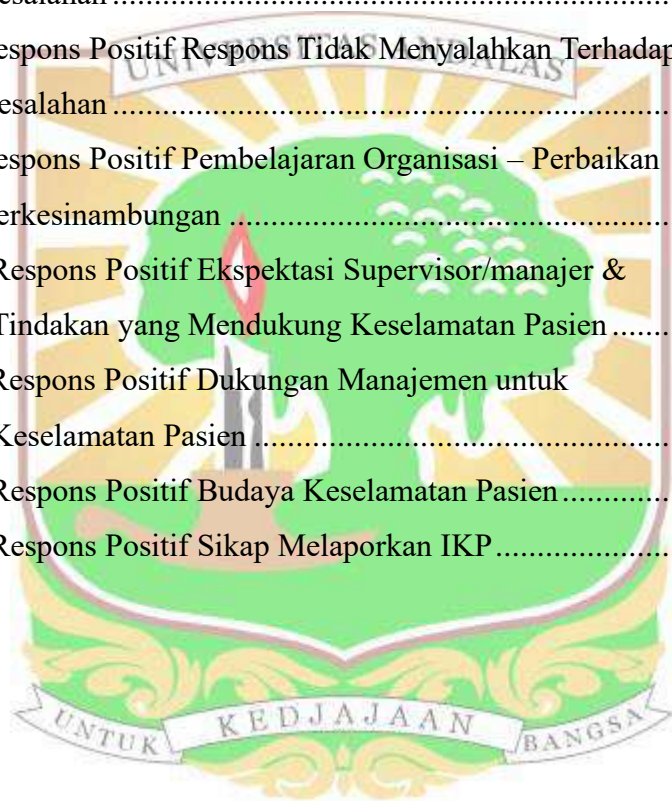 esalahan ......................................................................
espons Positif Respons Tidak Menyalahkan Terhadap
UNIVERSITAS ANDALAS
esalahan ......................................................................
espons Positif Pembelajaran Organisasi – Perbaikan
erkesinambungan .......................................................
Respons Positif Ekspektasi Supervisor/manajer &
Tindakan yang Mendukung Keselamatan Pasien .......
Respons Positif Dukungan Manajemen untuk
Keselamatan Pasien ....................................................
Respons Positif Budaya Keselamatan Pasien .............
Respons Positif Sikap Melaporkan IKP .....................
UNTUK KEDJAJAAN BANGSA